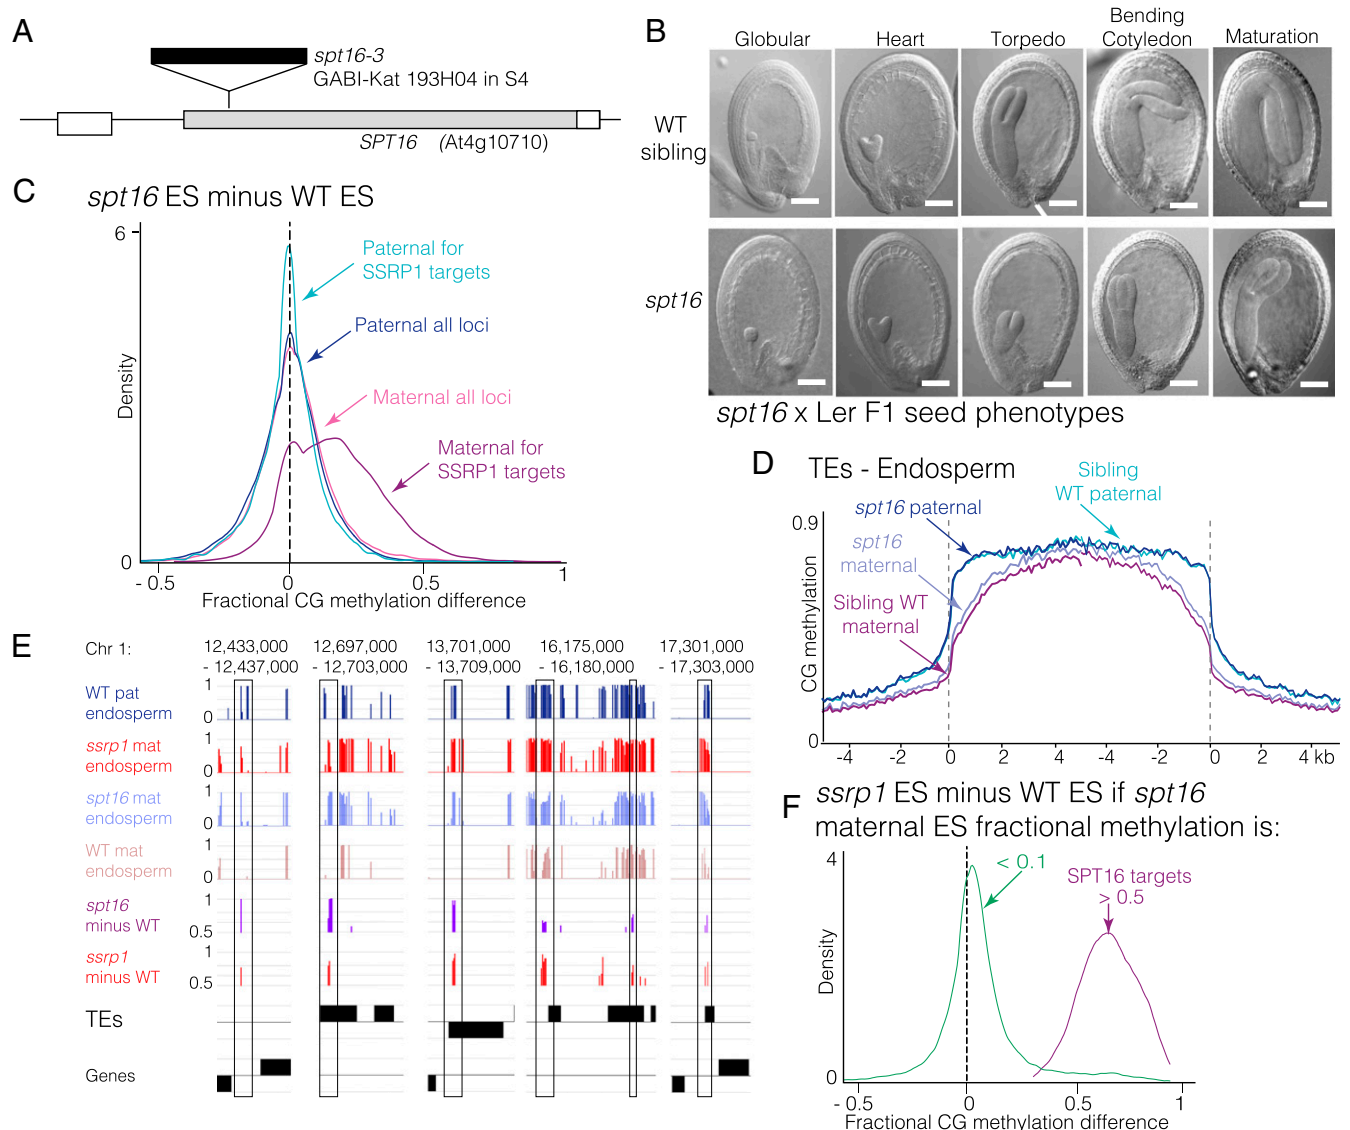 A
spt16-3
GABI-Kat 193H04 in S4
SPT16 (At4g10710)
B
Globular
Heart
Torpedo
Bending
Cotyledon
Maturation
WT
sibling
spt16
spt16 x Ler F1 seed phenotypes
C
spt16 ES minus WT ES
6
Density
0
Paternal for
SSRP1 targets
Paternal all loci
Maternal all loci
Maternal for
SSRP1 targets
- 0.5
0
0.5
1
Fractional CG methylation difference
D
TEs - Endosperm
Sibling
WT paternal
spt16 paternal
spt16
maternal
Sibling WT
maternal
0.9
CG methylation
0
-4 -2 0 2 -4 -2 0 2 4 kb
E
Chr 1:
12,433,000
- 12,437,000
12,697,000
- 12,703,000
13,701,000
- 13,709,000
16,175,000
- 16,180,000
17,301,000
- 17,303,000
WT pat
endosperm
1
0
ssrp1 mat
endosperm
1
0
spt16 mat
endosperm
1
0
WT mat
endosperm
1
0
spt16
minus WT
1
0.5
ssrp1
minus WT
1
0.5
TEs
Genes
F
ssrp1 ES minus WT ES if spt16
maternal ES fractional methylation is:
4
Density
0
< 0.1
SPT16 targets
> 0.5
- 0.5
0
0.5
1
Fractional CG methylation difference